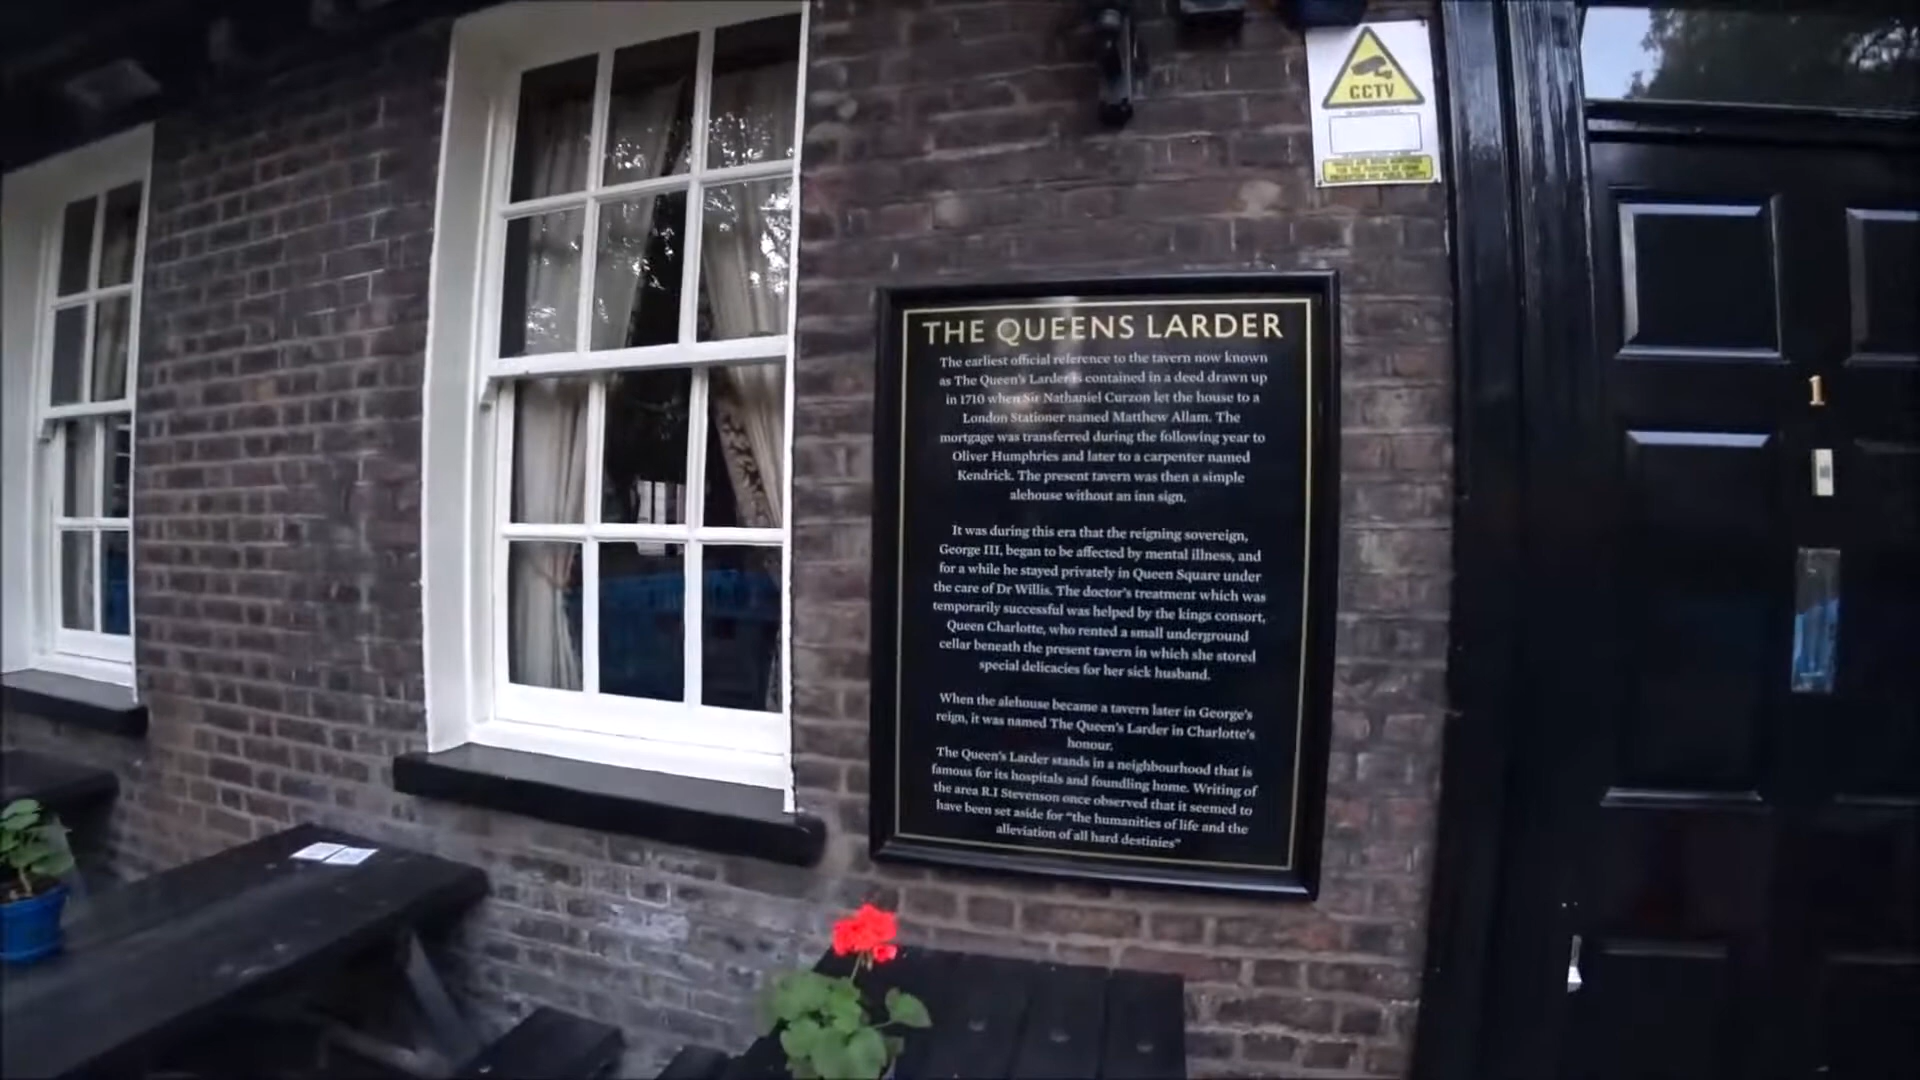 CCTV
THE QUEENS LARDER
The earliest official reference to the tavern now known
as The Queen's Larder is contained in a deed drawn up
in 1710 when Sir Nathaniel Curzon let the house to a
London Stationer named Matthew Allam. The
mortgage was transferred during the following year to
Oliver Humphries and later to a carpenter named
Kendrick. The present tavern was then a simple
alehouse without an inn sign.
It was during this era that the reigning sovereign,
George III, began to be affected by mental illness, and
for a while he stayed privately in Queen Square under
the care of Dr Willis. The doctor's treatment which was
temporarily successful was helped by the kings consort,
Queen Charlotte, who rented a small underground
cellar beneath the present tavern in which she stored
special delicacies for her sick husband.
When the alehouse became a tavern later in George's
reign, it was named The Queen's Larder in Charlotte's
honour.
The Queen's Larder stands in a neighbourhood that is
famous for its hospitals and foundling home. Writing of
the area R.I Stevenson once observed that it seemed to
have been set aside for "the humanities of life and the
alleviation of all hard destinies"
1